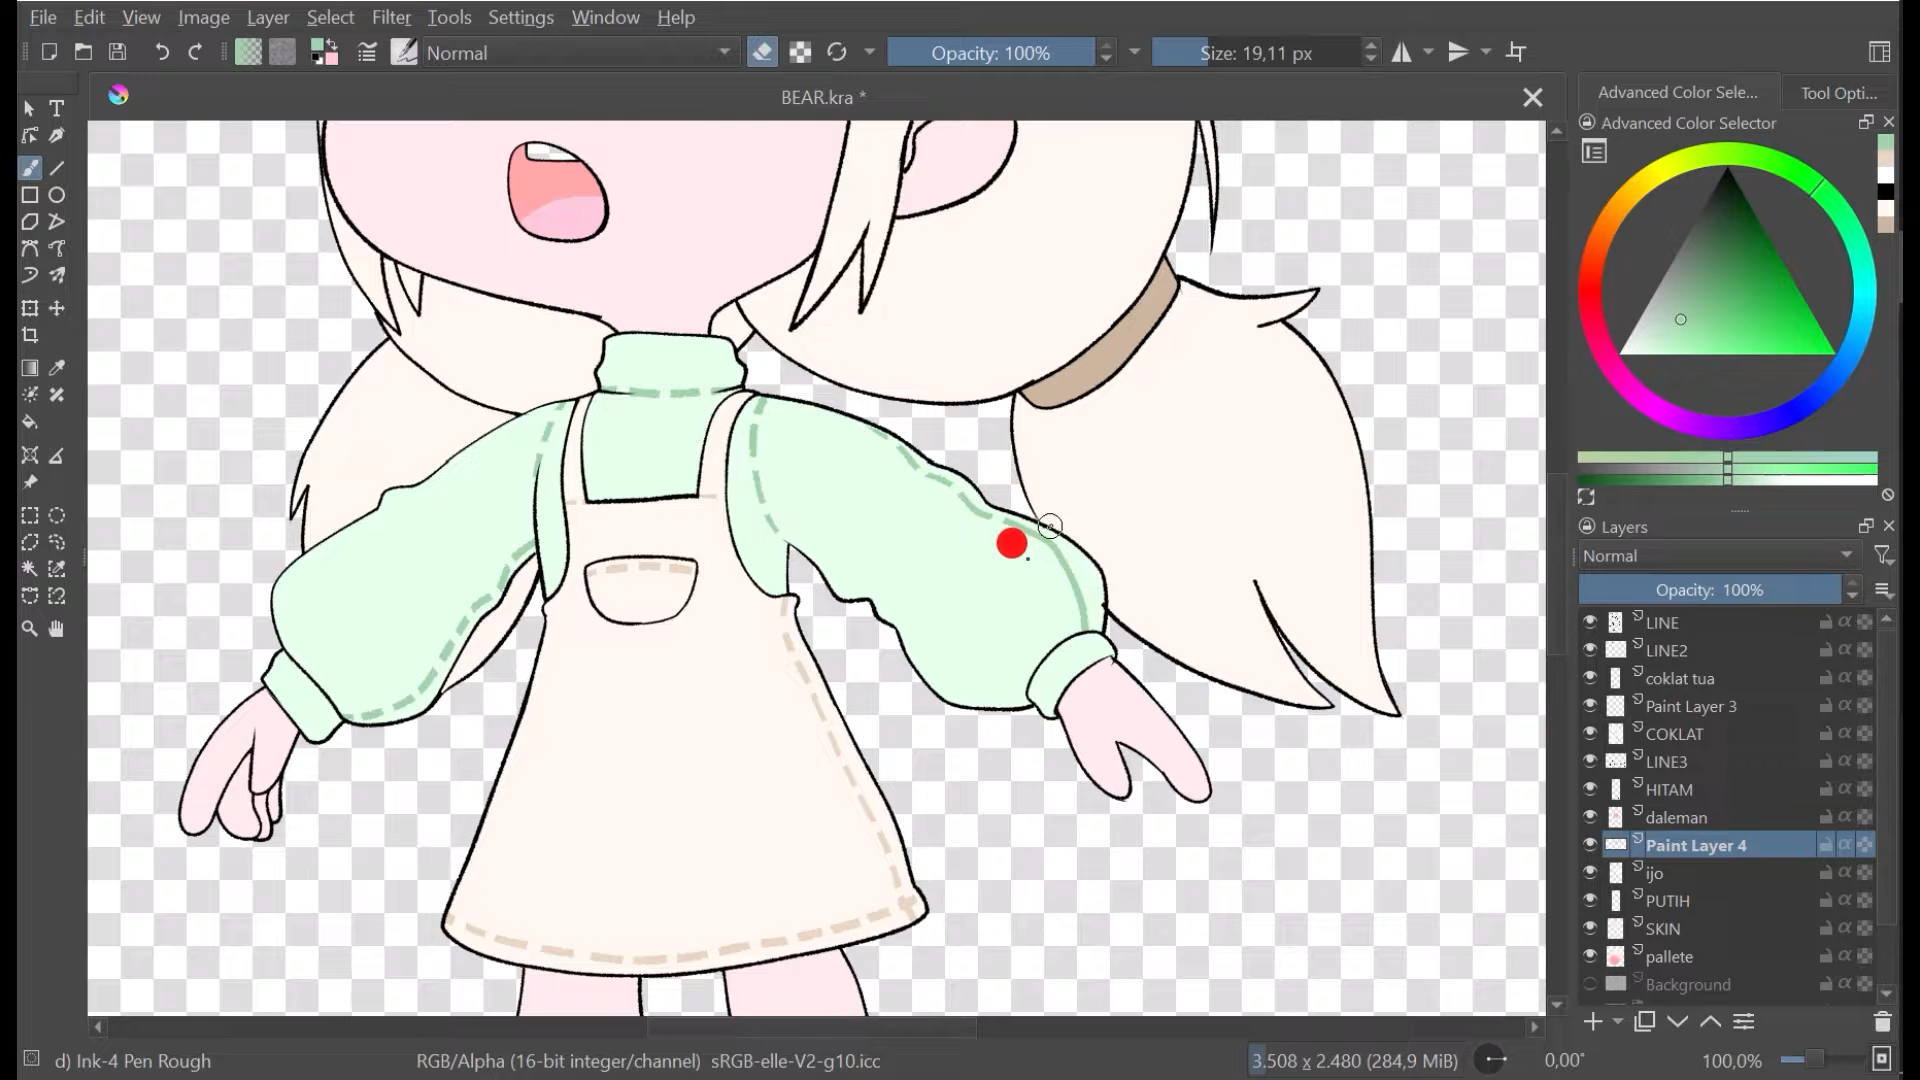 File Edit View Image Layer Select Filter Tools Settings Window Help
Normal Opacity: 100% Size: 19,11 px
BEAR.kra *
Advanced Color Sele... Tool Opti...
Advanced Color Selector
Layers
Normal
Opacity: 100%
LINE
LINE2
coklat tua
Paint Layer 3
COKLAT
LINE3
HITAM
daleman
Paint Layer 4
ijo
PUTIH
SKIN
pallete
Background
d) Ink-4 Pen Rough RGB/Alpha (16-bit integer/channel) sRGB-elle-V2-g10.icc 3.508 x 2.480 (284,9 MiB) 0,00° 100,0%